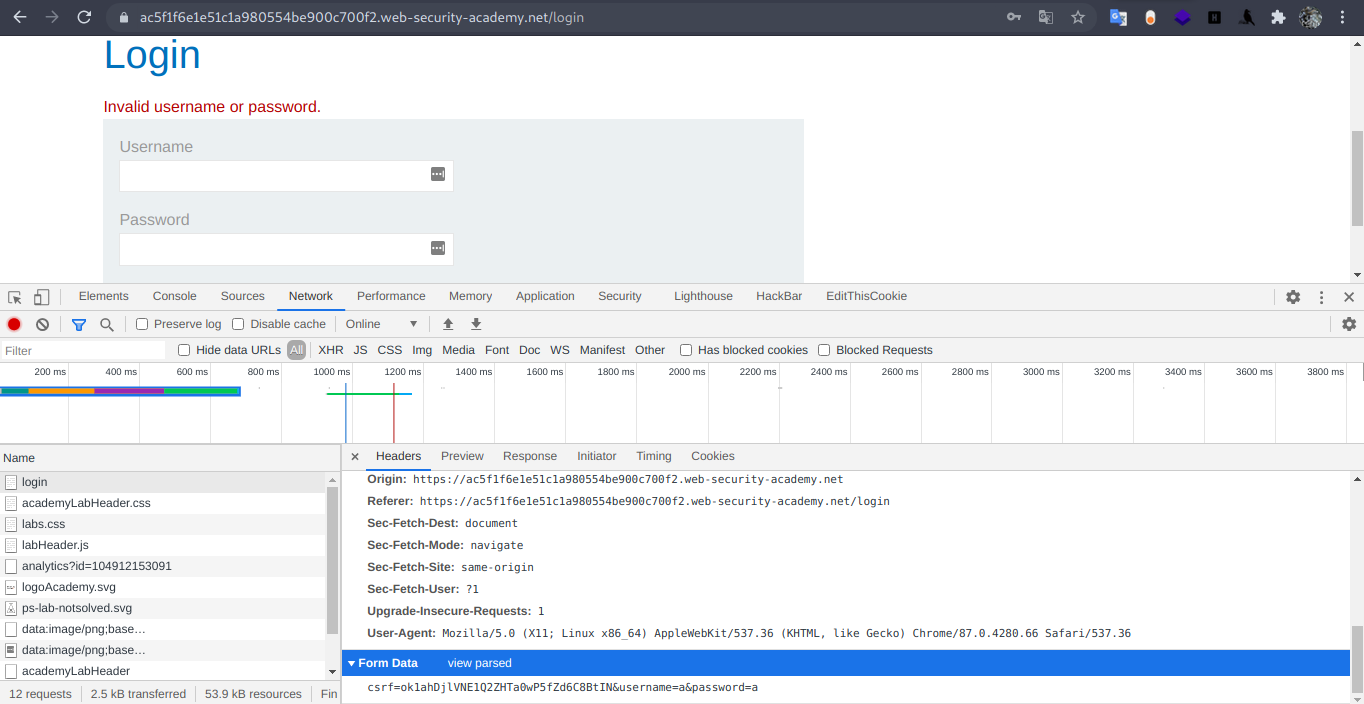 ac5f1f6e1e51c1a980554be900c700f2.web-security-academy.net/login
Login
Invalid username or password.
Username
Password
Elements Console Sources Network Performance Memory Application Security Lighthouse HackBar EditThisCookie
Preserve log Disable cache Online
Filter Hide data URLs All XHR JS CSS Img Media Font Doc WS Manifest Other Has blocked cookies Blocked Requests
200 ms 400 ms 600 ms 800 ms 1000 ms 1200 ms 1400 ms 1600 ms 1800 ms 2000 ms 2200 ms 2400 ms 2600 ms 2800 ms 3000 ms 3200 ms 3400 ms 3600 ms 3800 ms
Name
login
academyLabHeader.css
labs.css
labHeader.js
analytics?id=104912153091
logoAcademy.svg
ps-lab-notsolved.svg
data:image/png;base…
data:image/png;base…
academyLabHeader
12 requests 2.5 kB transferred 53.9 kB resources Fin
Headers Preview Response Initiator Timing Cookies
Origin: https://ac5f1f6e1e51c1a980554be900c700f2.web-security-academy.net
Referer: https://ac5f1f6e1e51c1a980554be900c700f2.web-security-academy.net/login
Sec-Fetch-Dest: document
Sec-Fetch-Mode: navigate
Sec-Fetch-Site: same-origin
Sec-Fetch-User: ?1
Upgrade-Insecure-Requests: 1
User-Agent: Mozilla/5.0 (X11; Linux x86_64) AppleWebKit/537.36 (KHTML, like Gecko) Chrome/87.0.4280.66 Safari/537.36
Form Data view parsed
csrf=ok1ahDjlVNE1Q2ZHTa0wP5fZd6C8BtIN&username=a&password=a